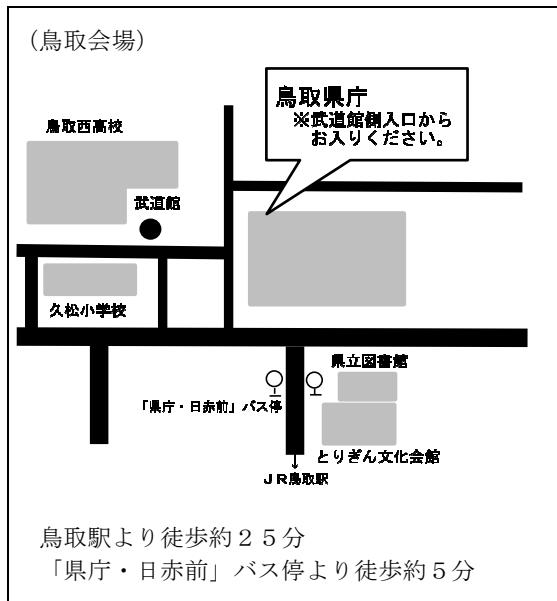 (鳥取会場)
鳥取県庁
※武道館側入口から
お入りください。
鳥取西高校
武道館
久松小学校
県立図書館
「県庁・日赤前」バス停
とりぎん文化会館
JR鳥取駅
鳥取駅より徒歩約25分
「県庁・日赤前」バス停より徒歩約5分